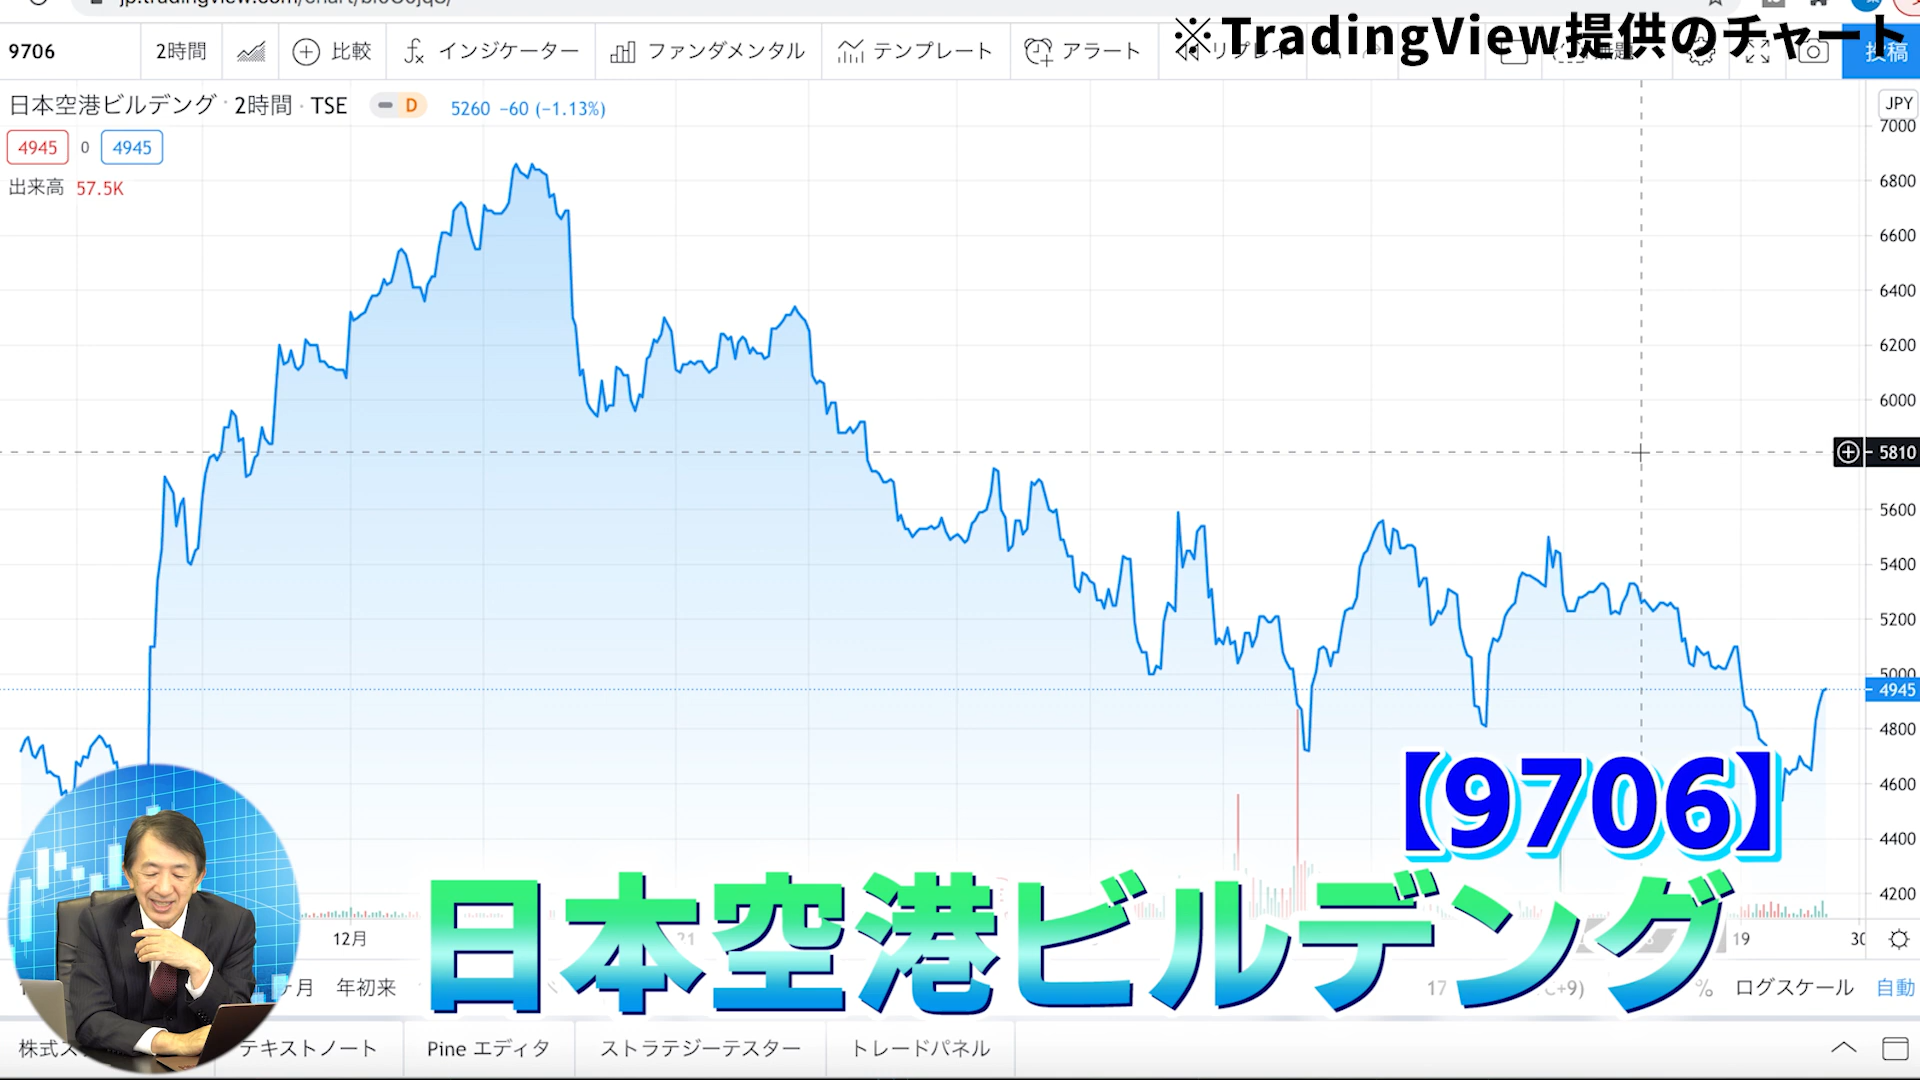 ※TradingView提供のチャート
9706
2時間
比較
インジケーター
ファンダメンタル
テンプレート
アラート
投稿
日本空港ビルデング · 2時間 · TSE
D
5260 −60 (−1.13%)
JPY
4945
0
4945
出来高 57.5K
7000
6800
6600
6400
6200
6000
5810
5600
5400
5200
5000
4945
4800
4600
4400
4200
【9706】
日本空港ビルデング
12月
21
19
年初来
17
%
ログスケール
自動
テキストノート
Pine エディタ
ストラテジーテスター
トレードパネル